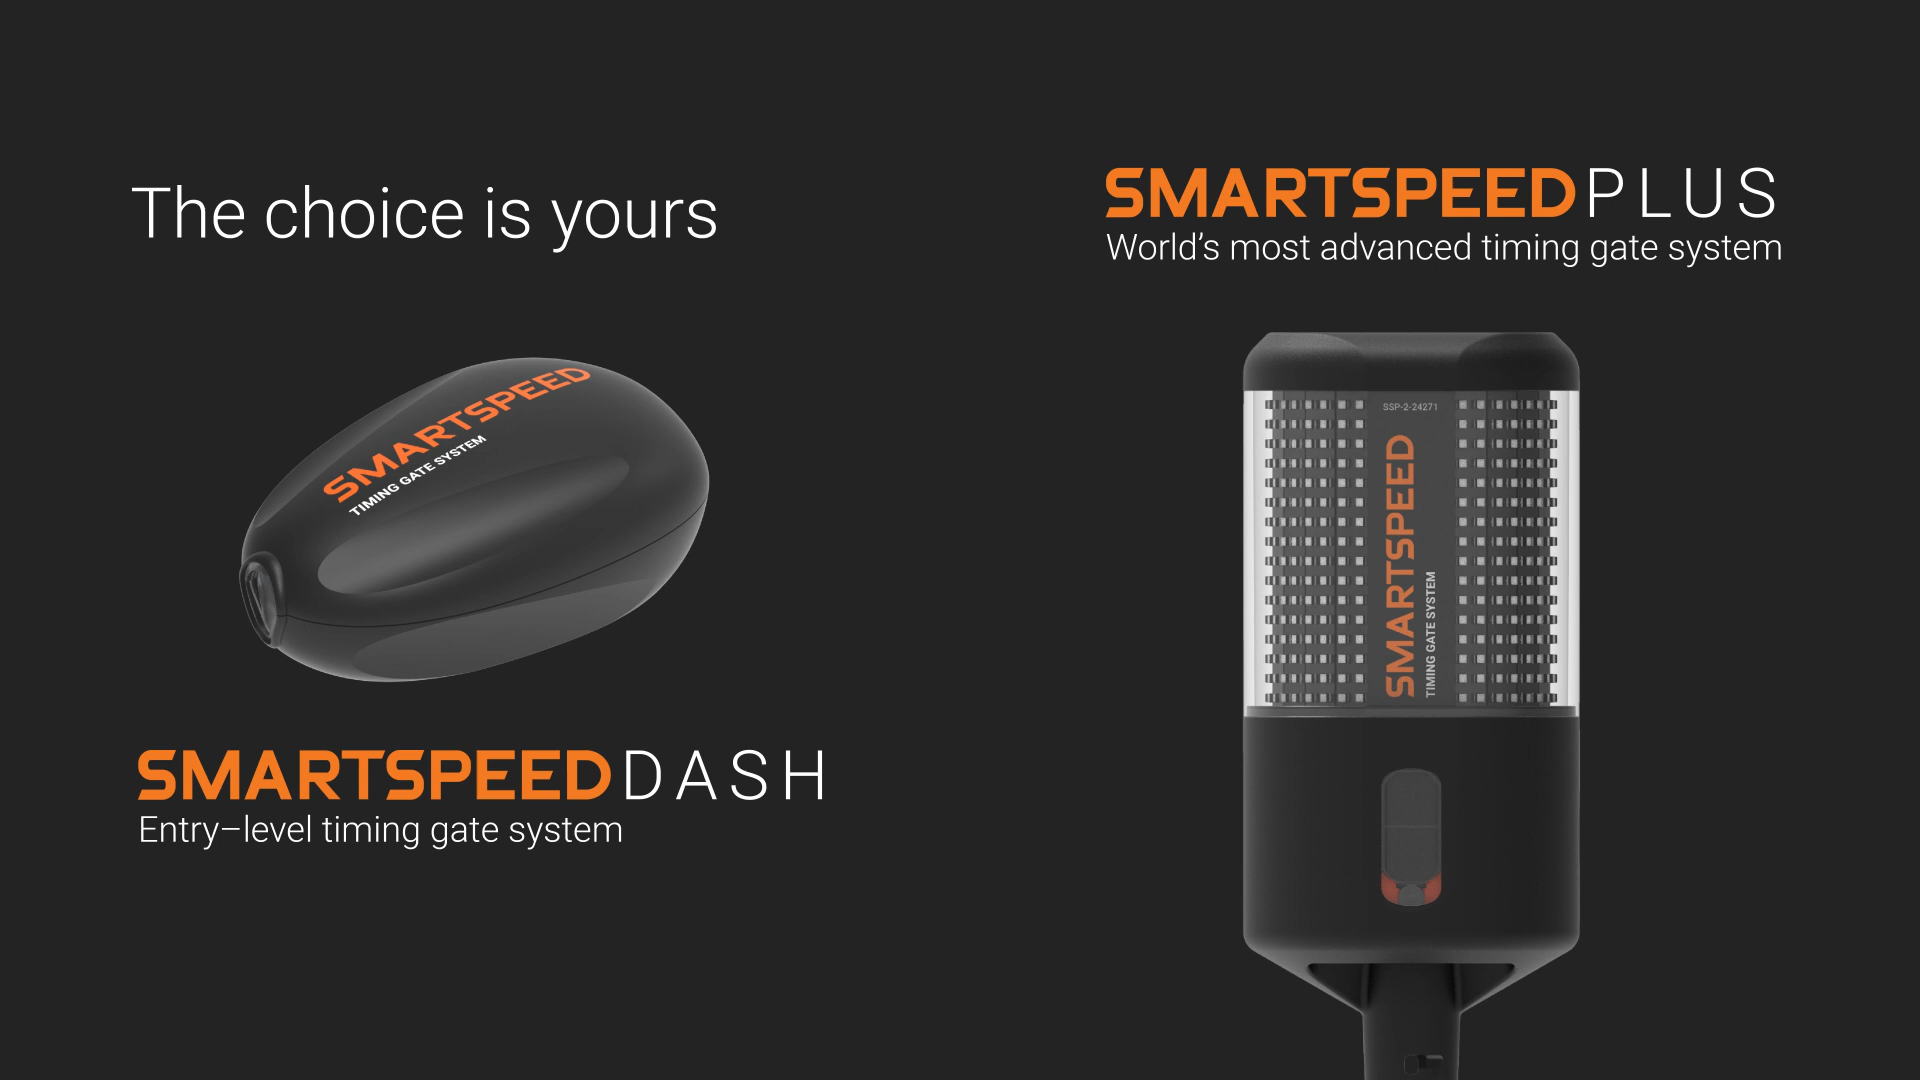 The choice is yours
SMARTSPEED
TIMING GATE SYSTEM
SMARTSPEED DASH
Entry–level timing gate system
SMARTSPEED PLUS
World's most advanced timing gate system
SSP-2-24271
SMARTSPEED
TIMING GATE SYSTEM